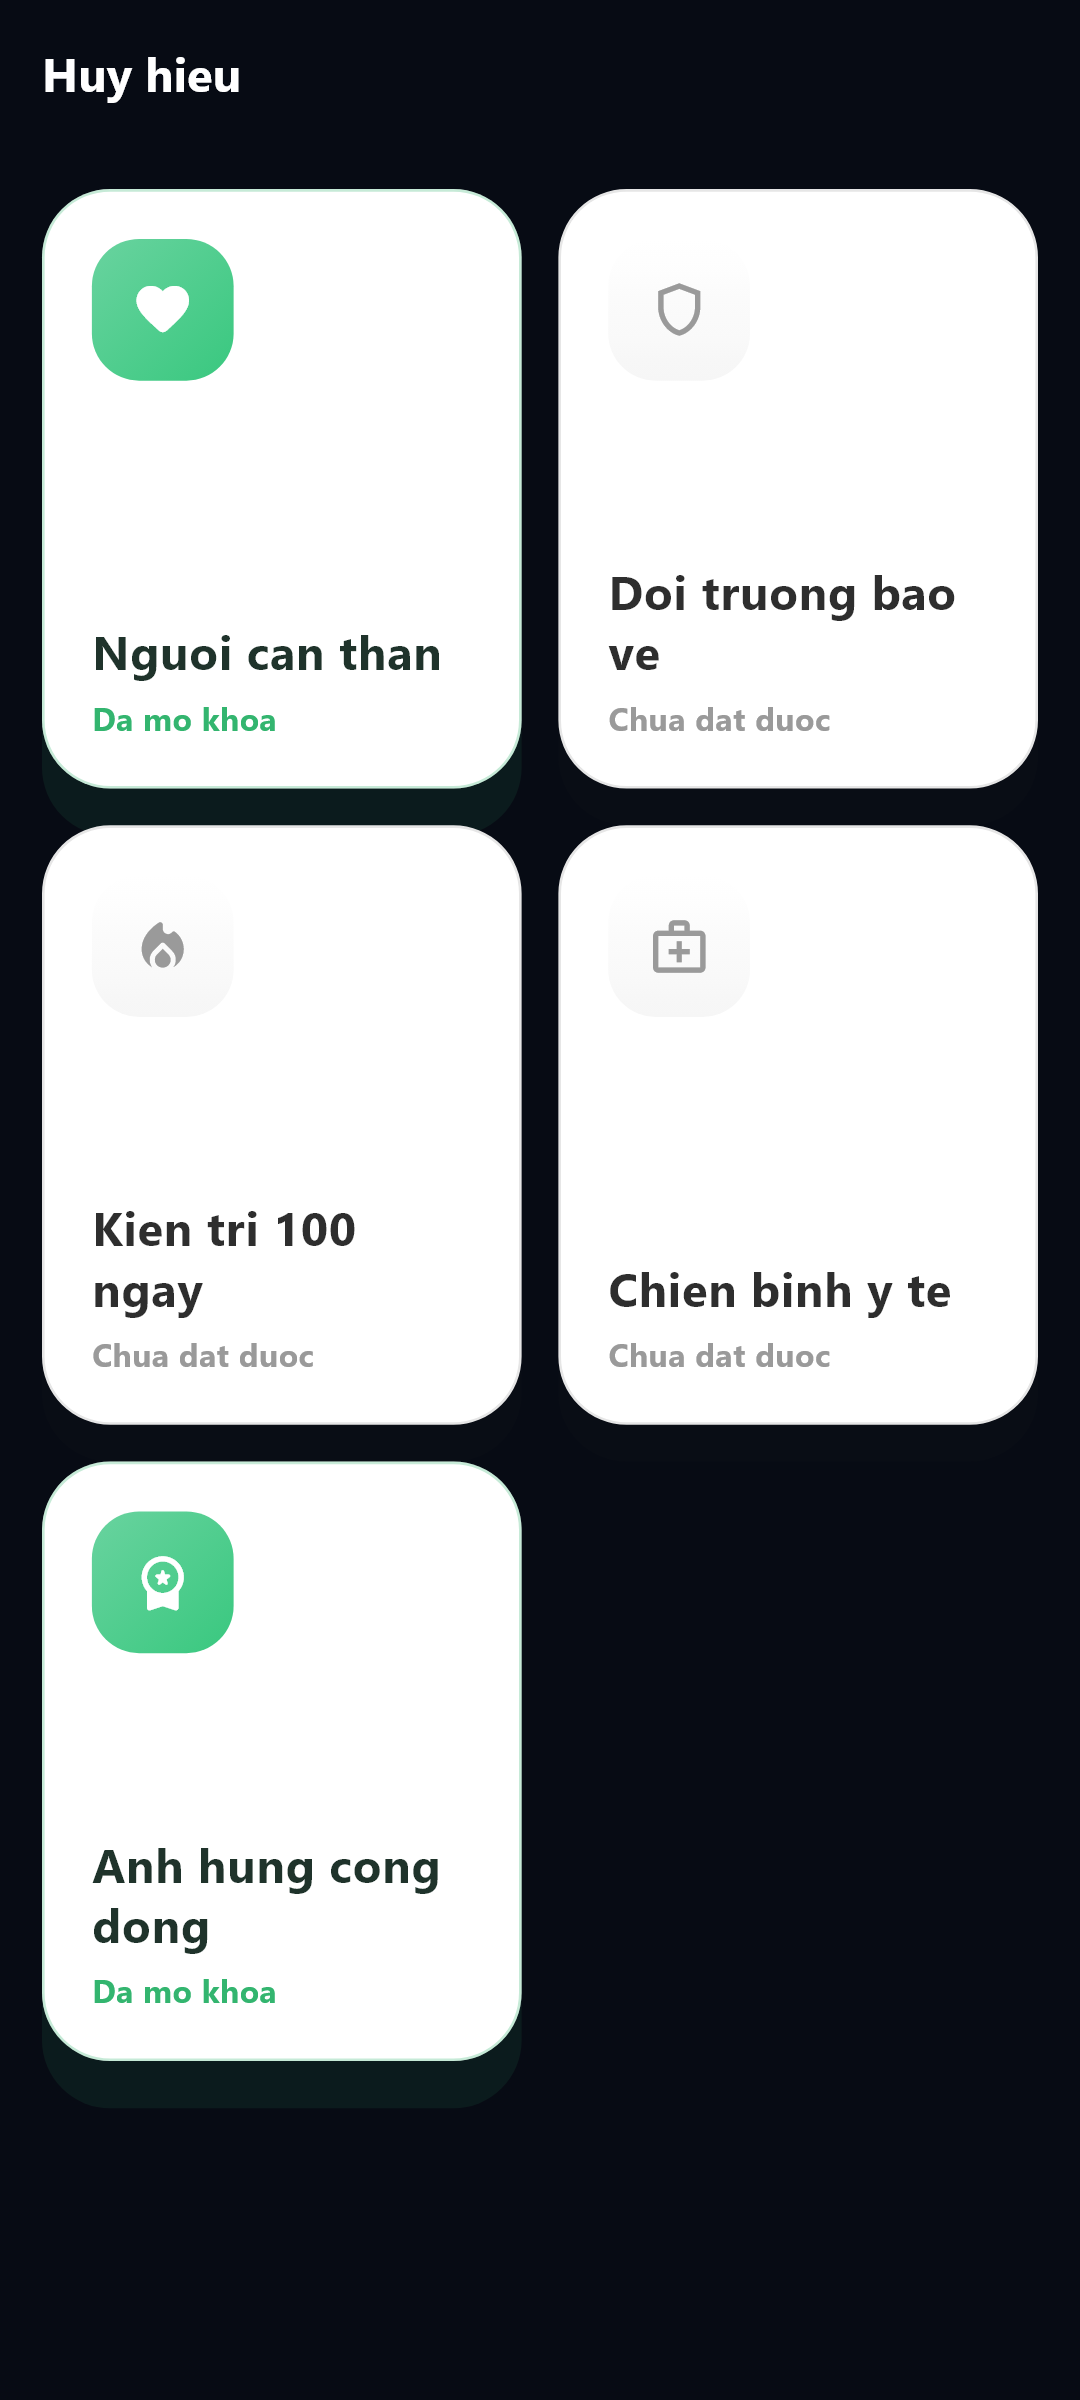 Huy hieu
Nguoi can than
Da mo khoa
Doi truong bao
ve
Chua dat duoc
Kien tri 100
ngay
Chua dat duoc
Chien binh y te
Chua dat duoc
Anh hung cong
dong
Da mo khoa